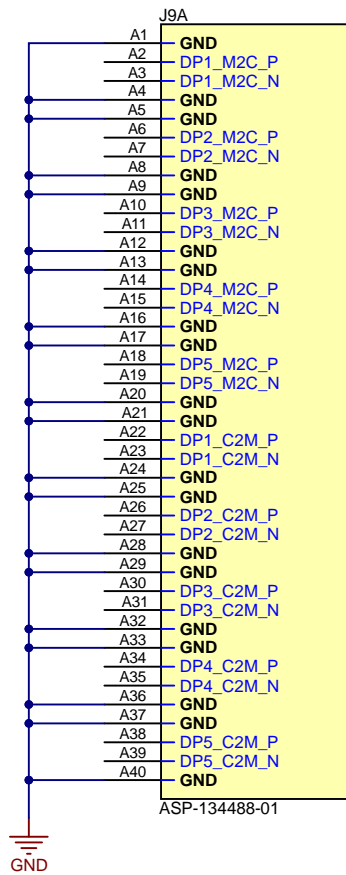 J9A
A1 GND
A2 DP1_M2C_P
A3 DP1_M2C_N
A4 GND
A5 GND
A6 DP2_M2C_P
A7 DP2_M2C_N
A8 GND
A9 GND
A10 DP3_M2C_P
A11 DP3_M2C_N
A12 GND
A13 GND
A14 DP4_M2C_P
A15 DP4_M2C_N
A16 GND
A17 GND
A18 DP5_M2C_P
A19 DP5_M2C_N
A20 GND
A21 GND
A22 DP1_C2M_P
A23 DP1_C2M_N
A24 GND
A25 GND
A26 DP2_C2M_P
A27 DP2_C2M_N
A28 GND
A29 GND
A30 DP3_C2M_P
A31 DP3_C2M_N
A32 GND
A33 GND
A34 DP4_C2M_P
A35 DP4_C2M_N
A36 GND
A37 GND
A38 DP5_C2M_P
A39 DP5_C2M_N
A40 GND
ASP-134488-01
GND